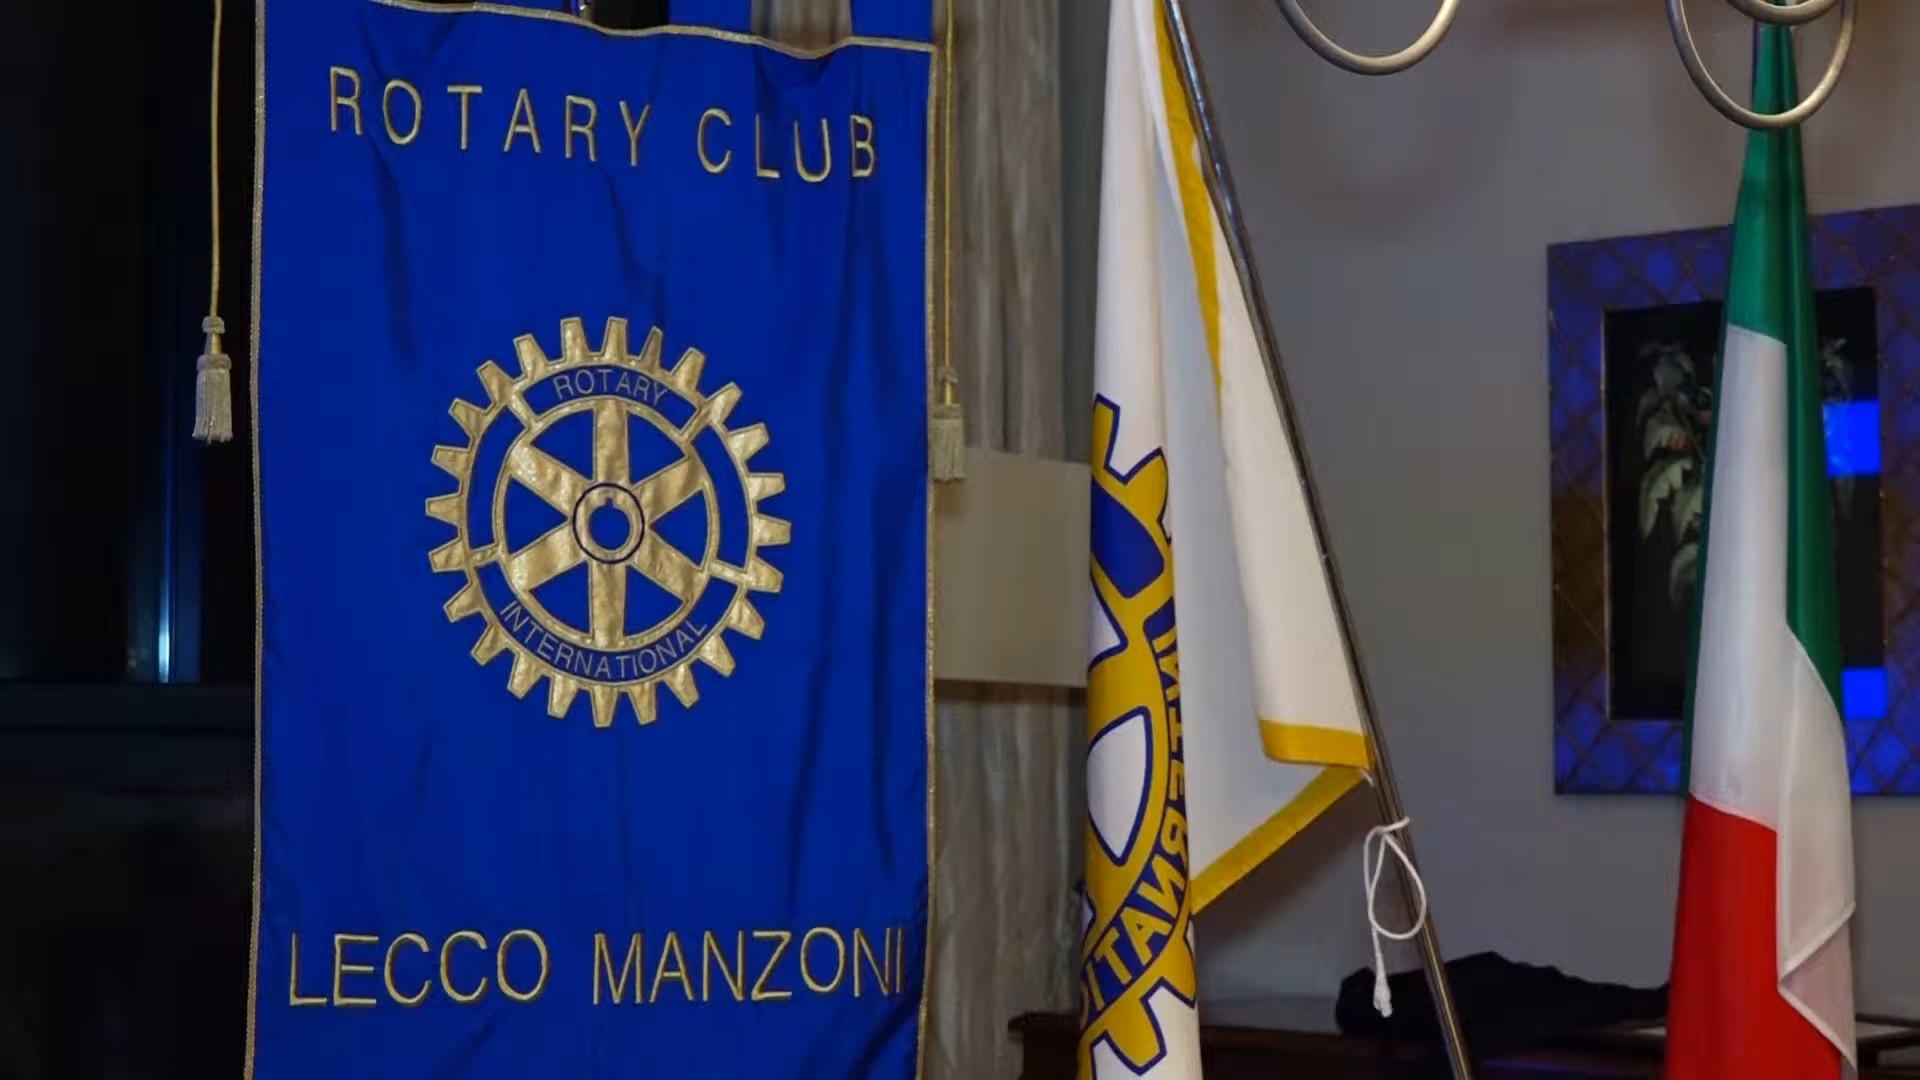 ROTARY CLUB
ROTARY
INTERNATIONAL
LECCO MANZONI